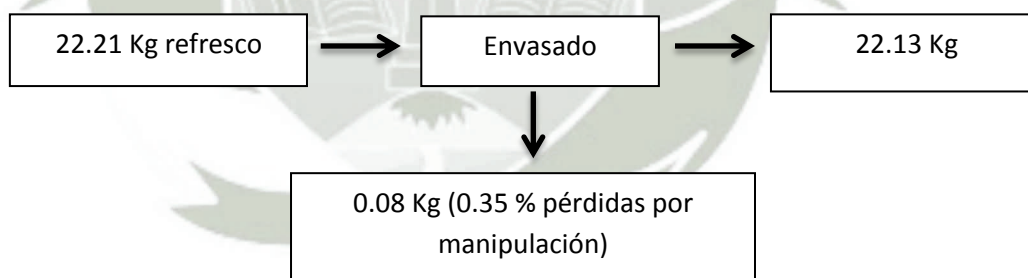 22.21 Kg refresco
Envasado
22.13 Kg
0.08 Kg (0.35 % pérdidas por
manipulación)